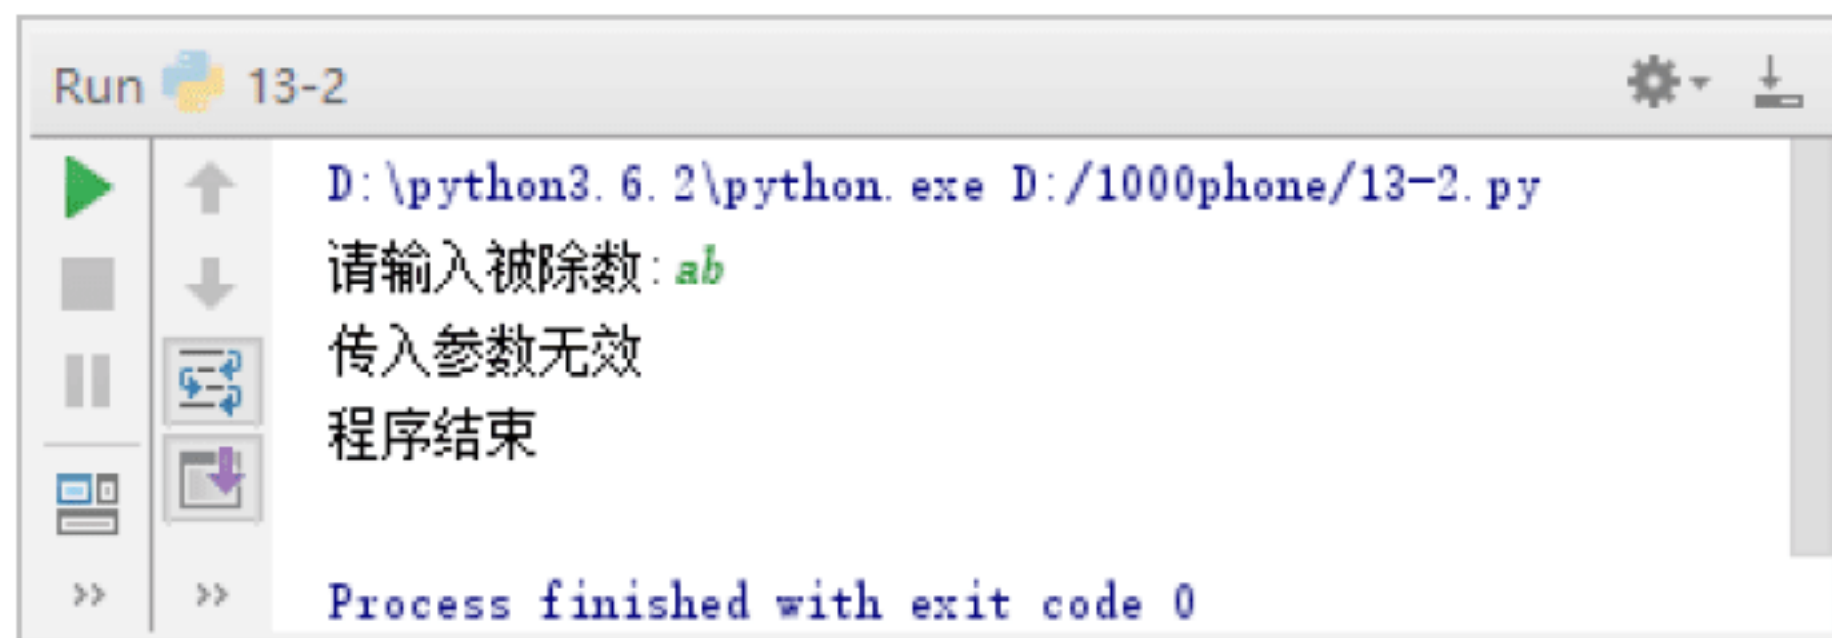 Run 13-2
D:\python3.6.2\python.exe D:/1000phone/13-2.py
请输入被除数:ab
传入参数无效
程序结束
Process finished with exit code 0